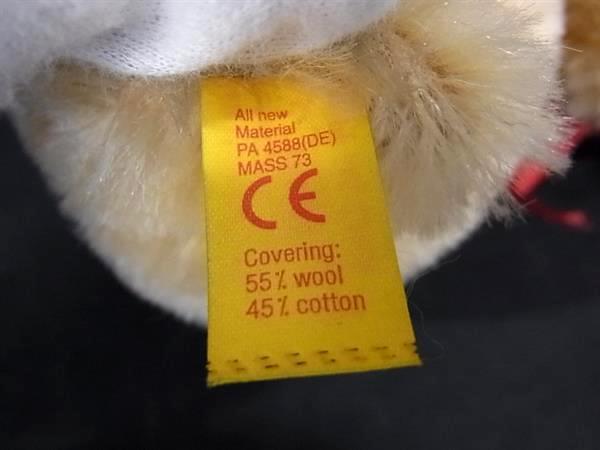 All new
Material
PA 4588(DE)
MASS 73
CE
Covering:
55% wool
45% cotton